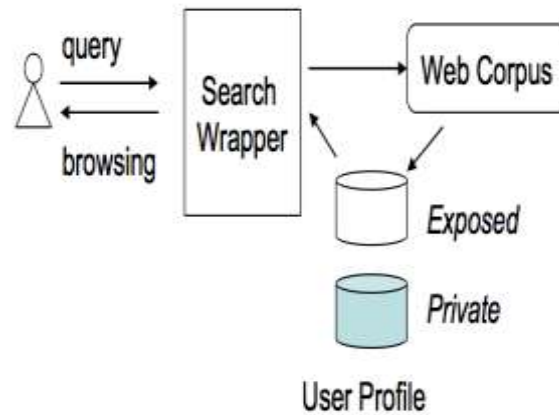 query
browsing
Search
Wrapper
Web Corpus
Exposed
Private
User Profile